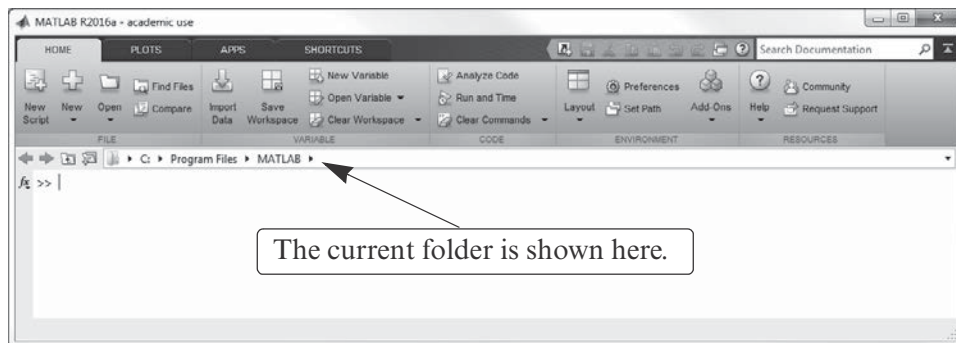 MATLAB R2016a - academic use
HOME PLOTS APPS SHORTCUTS Search Documentation
New Script
New
Open
Find Files
Compare
FILE
Import Data
Save Workspace
New Variable
Open Variable
Clear Workspace
VARIABLE
Analyze Code
Run and Time
Clear Commands
CODE
Layout
Preferences
Set Path
Add-Ons
ENVIRONMENT
Help
Community
Request Support
RESOURCES
C: Program Files MATLAB
fx >>
The current folder is shown here.